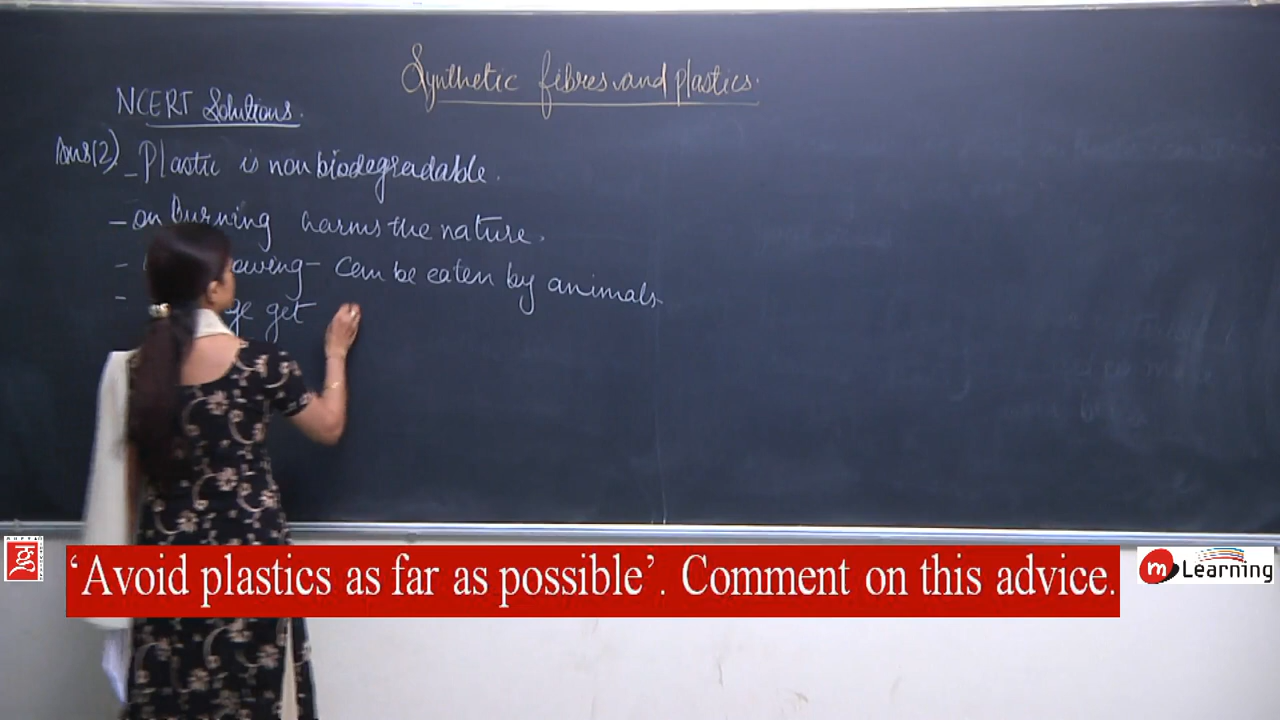 Synthetic fibres and plastics.
NCERT Solutions.
Ans(2) - Plastic is non biodegradable.
- on burning harms the nature.
- can be eaten by animals
- get
‘Avoid plastics as far as possible’. Comment on this advice.
m Learning